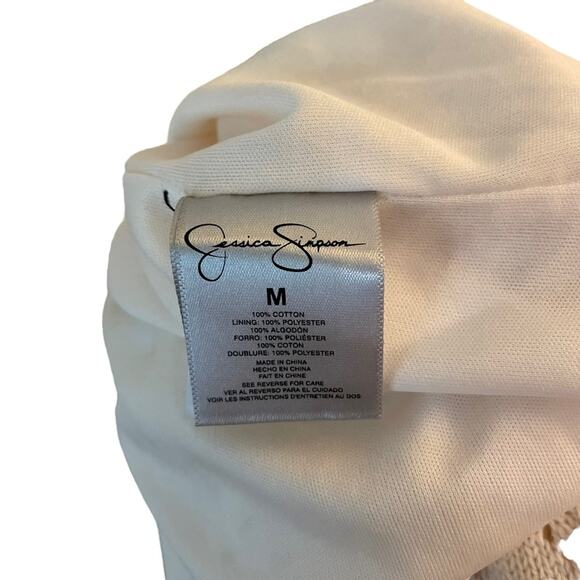 Jessica Simpson
M
100% COTTON
LINING: 100% POLYESTER
100% ALGODÓN
FORRO: 100% POLIÉSTER
100% COTON
DOUBLURE: 100% POLYESTER
MADE IN CHINA
HECHO EN CHINA
FAIT EN CHINE
SEE REVERSE FOR CARE
VER AL REVERSO PARA EL CUIDADO
VOIR LES INSTRUCTIONS D'ENTRETIEN AU DOS